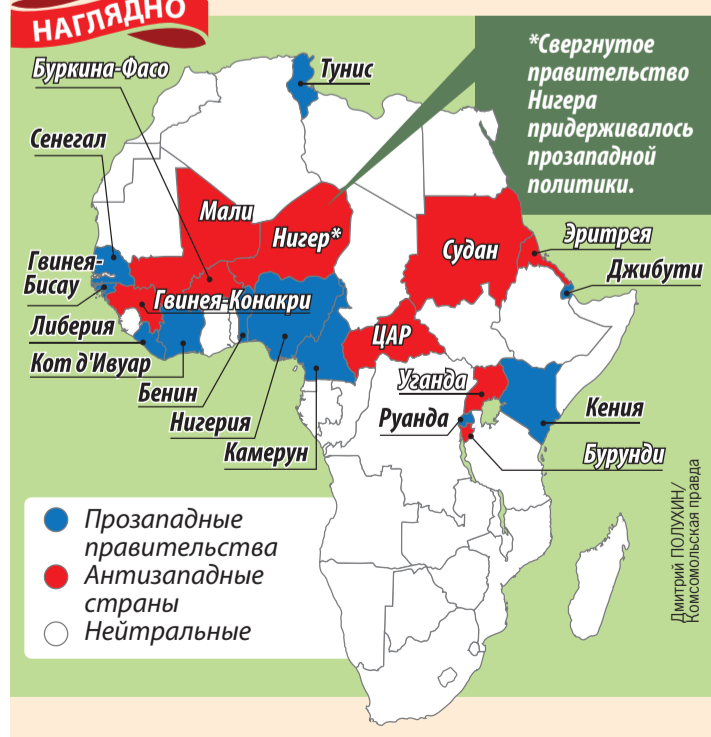 НАГЛЯДНО
Буркина-Фасо
Тунис
*Свергнутое
правительство
Нигера
придерживалось
прозападной
политики.
Сенегал
Мали
Нигер*
Судан
Эритрея
Джибути
Гвинея-
Бисау
Гвинея-Конакри
Либерия
ЦАР
Кот д'Ивуар
Уганда
Бенин
Руанда
Кения
Нигерия
Камерун
Бурунди
Прозападные
правительства
Антизападные
страны
Нейтральные
Дмитрий ПОЛУХИН/
Комсомольская правда